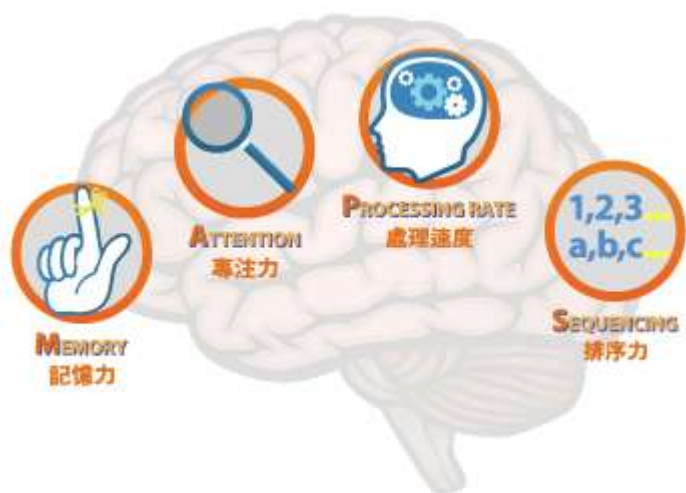 MEMORY
記憶力
ATTENTION
專注力
PROCESSING RATE
處理速度
1,2,3...
a,b,c...
SEQUENCING
排序力